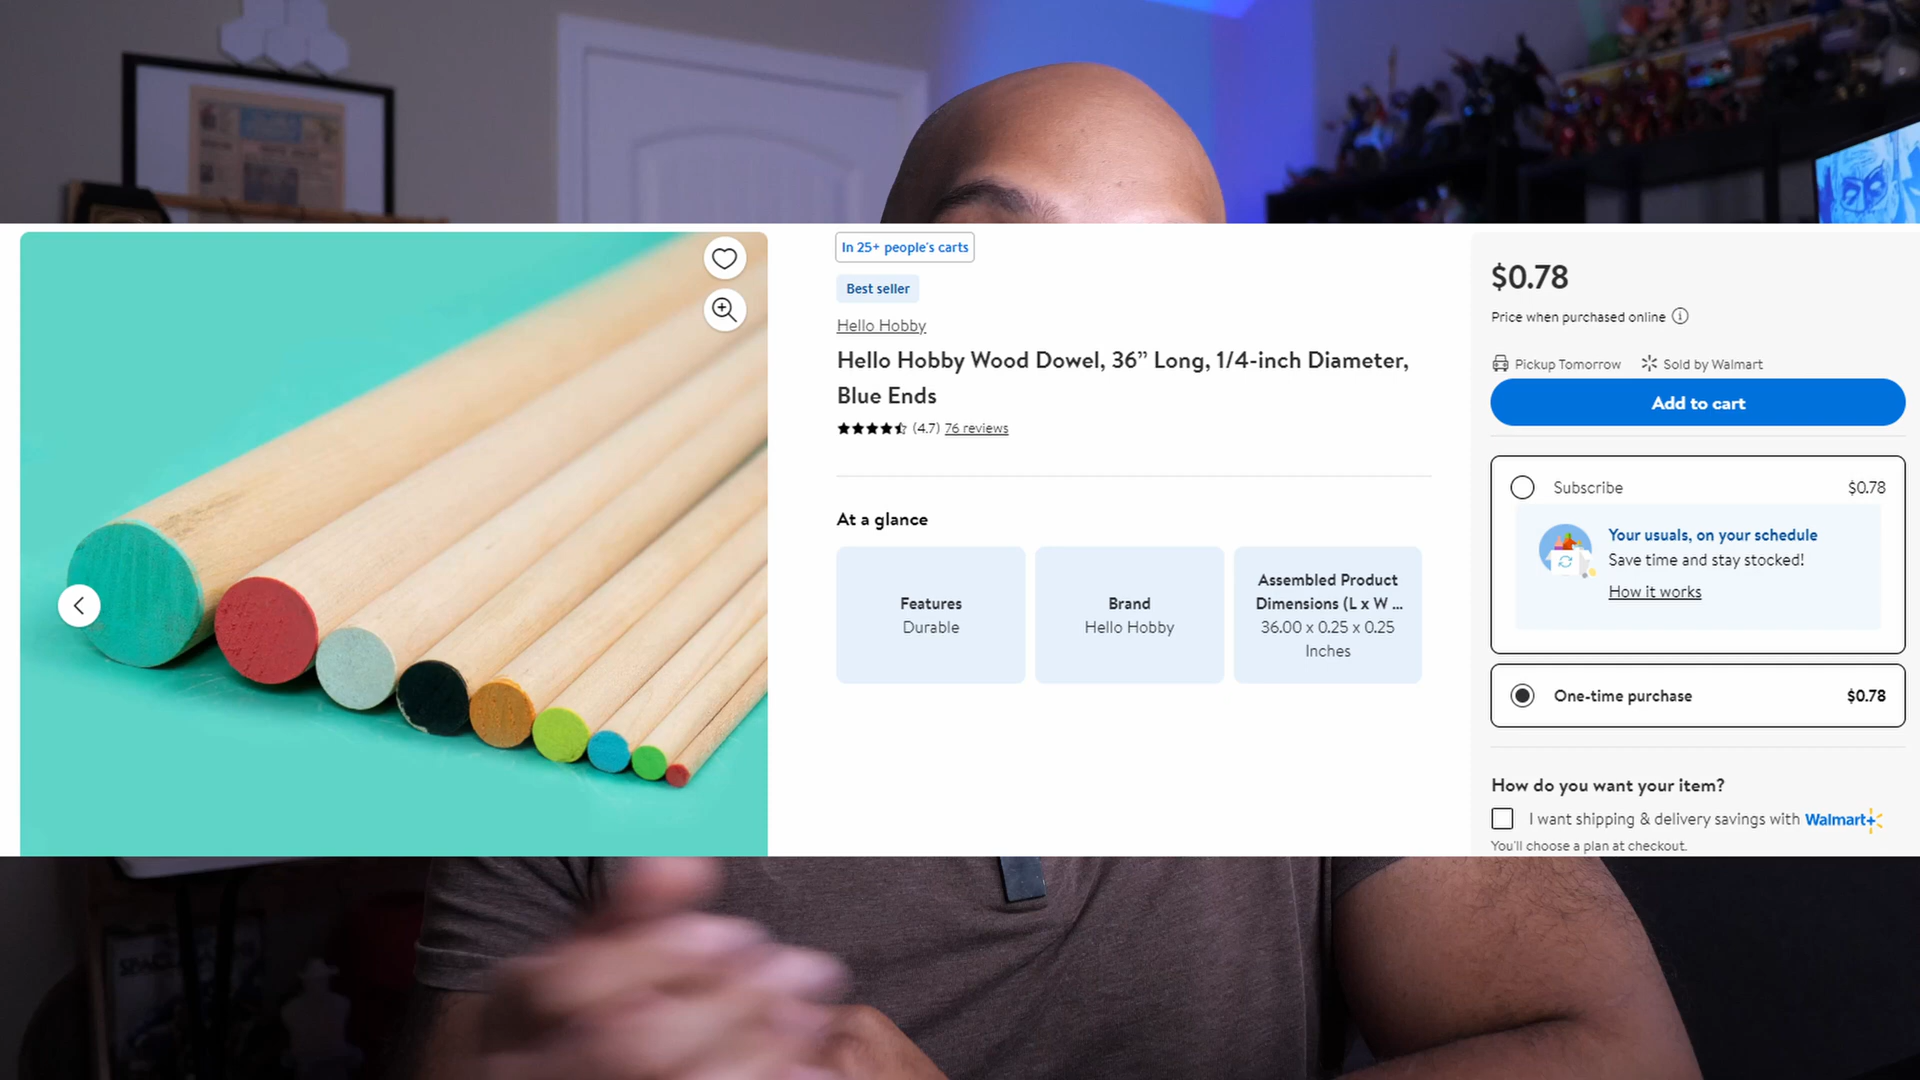 In 25+ people's carts
Best seller
Hello Hobby
Hello Hobby Wood Dowel, 36” Long, 1/4-inch Diameter,
Blue Ends
(4.7) 76 reviews
At a glance
Features
Durable
Brand
Hello Hobby
Assembled Product
Dimensions (L x W ...
36.00 x 0.25 x 0.25
Inches
$0.78
Price when purchased online
Pickup Tomorrow
Sold by Walmart
Add to cart
Subscribe
$0.78
Your usuals, on your schedule
Save time and stay stocked!
How it works
One-time purchase
$0.78
How do you want your item?
I want shipping & delivery savings with Walmart+
You'll choose a plan at checkout.